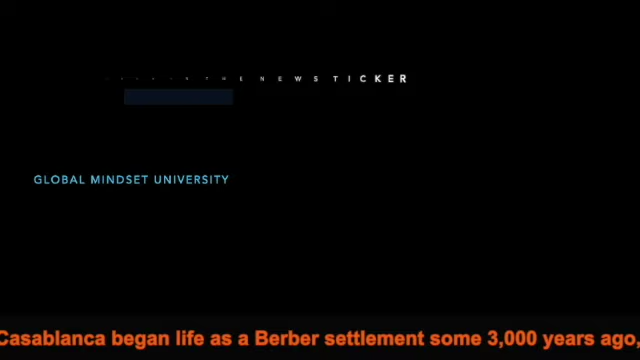 THE NEWS TICKER
GLOBAL MINDSET UNIVERSITY
Casablanca began life as a Berber settlement some 3,000 years ago,